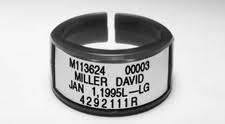 M113624 00003
MILLER DAVID
JAN 1,1995L-LG
4292111R